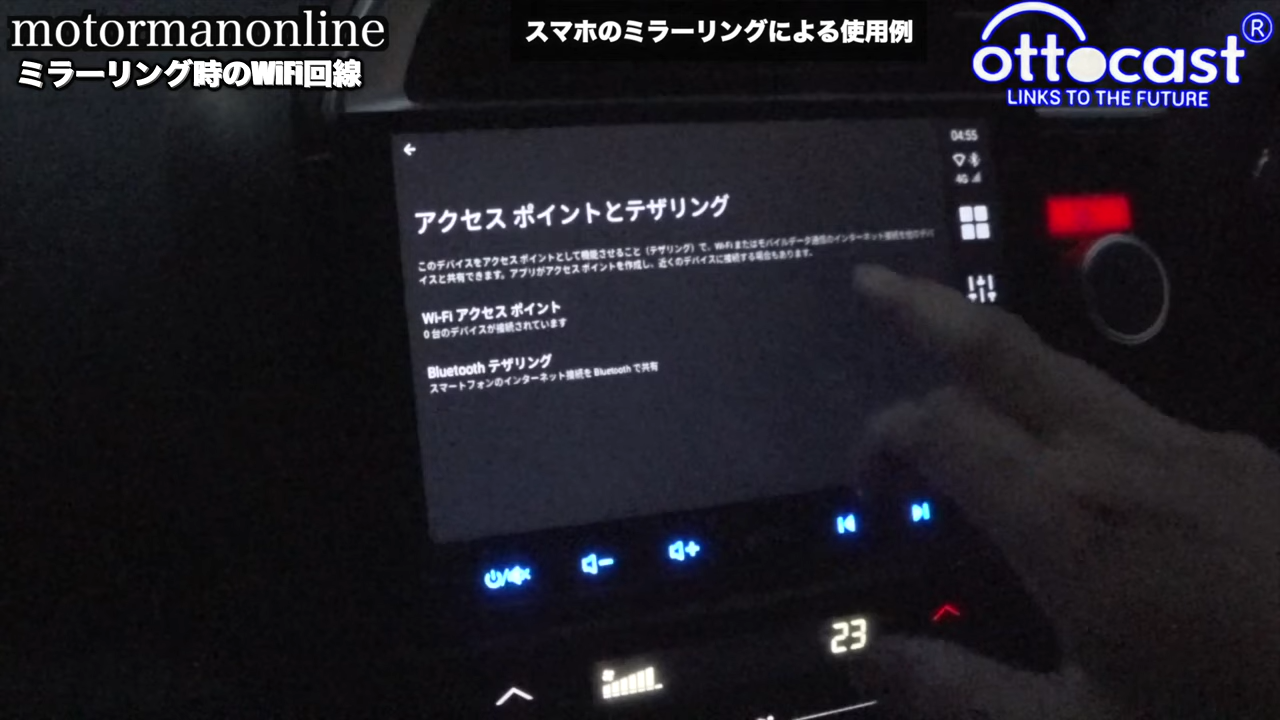 motormanonline
ミラーリング時のWiFi回線
スマホのミラーリングによる使用例
ottocast®
LINKS TO THE FUTURE
04:55
4G
アクセス ポイントとテザリング
このデバイスをアクセス ポイントとして機能させること（テザリング）で、Wi-Fi またはモバイルデータ通信のインターネット接続を他のデバ
イスと共有できます。アプリがアクセス ポイントを作成し、近くのデバイスに接続する場合もあります。
Wi-Fi アクセス ポイント
0 台のデバイスが接続されています
Bluetooth テザリング
スマートフォンのインターネット接続を Bluetooth で共有
23